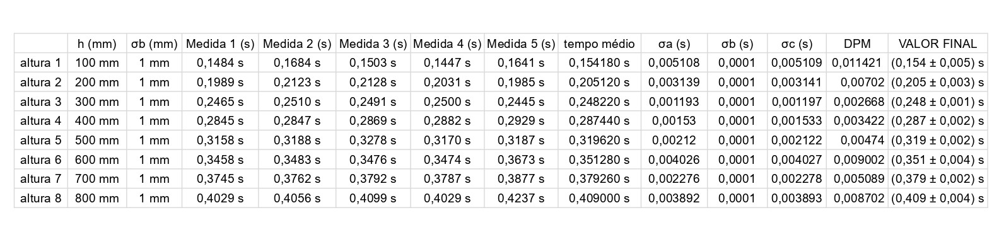 h (mm) σb (mm) Medida 1 (s) Medida 2 (s) Medida 3 (s) Medida 4 (s) Medida 5 (s) tempo médio σa (s) σb (s) σc (s) DPM VALOR FINAL
altura 1 100 mm 1 mm 0,1484 s 0,1684 s 0,1503 s 0,1447 s 0,1641 s 0,154180 s 0,005108 0,0001 0,005109 0,011421 (0,154 ± 0,005) s
altura 2 200 mm 1 mm 0,1989 s 0,2123 s 0,2128 s 0,2031 s 0,1985 s 0,205120 s 0,003139 0,0001 0,003141 0,00702 (0,205 ± 0,003) s
altura 3 300 mm 1 mm 0,2465 s 0,2510 s 0,2491 s 0,2500 s 0,2445 s 0,248220 s 0,001193 0,0001 0,001197 0,002668 (0,248 ± 0,001) s
altura 4 400 mm 1 mm 0,2845 s 0,2847 s 0,2869 s 0,2882 s 0,2929 s 0,287440 s 0,00153 0,0001 0,001533 0,003422 (0,287 ± 0,002) s
altura 5 500 mm 1 mm 0,3158 s 0,3188 s 0,3278 s 0,3170 s 0,3187 s 0,319620 s 0,00212 0,0001 0,002122 0,00474 (0,319 ± 0,002) s
altura 6 600 mm 1 mm 0,3458 s 0,3483 s 0,3476 s 0,3474 s 0,3673 s 0,351280 s 0,004026 0,0001 0,004027 0,009002 (0,351 ± 0,004) s
altura 7 700 mm 1 mm 0,3745 s 0,3762 s 0,3792 s 0,3787 s 0,3877 s 0,379260 s 0,002276 0,0001 0,002278 0,005089 (0,379 ± 0,002) s
altura 8 800 mm 1 mm 0,4029 s 0,4056 s 0,4099 s 0,4029 s 0,4237 s 0,409000 s 0,003892 0,0001 0,003893 0,008702 (0,409 ± 0,004) s